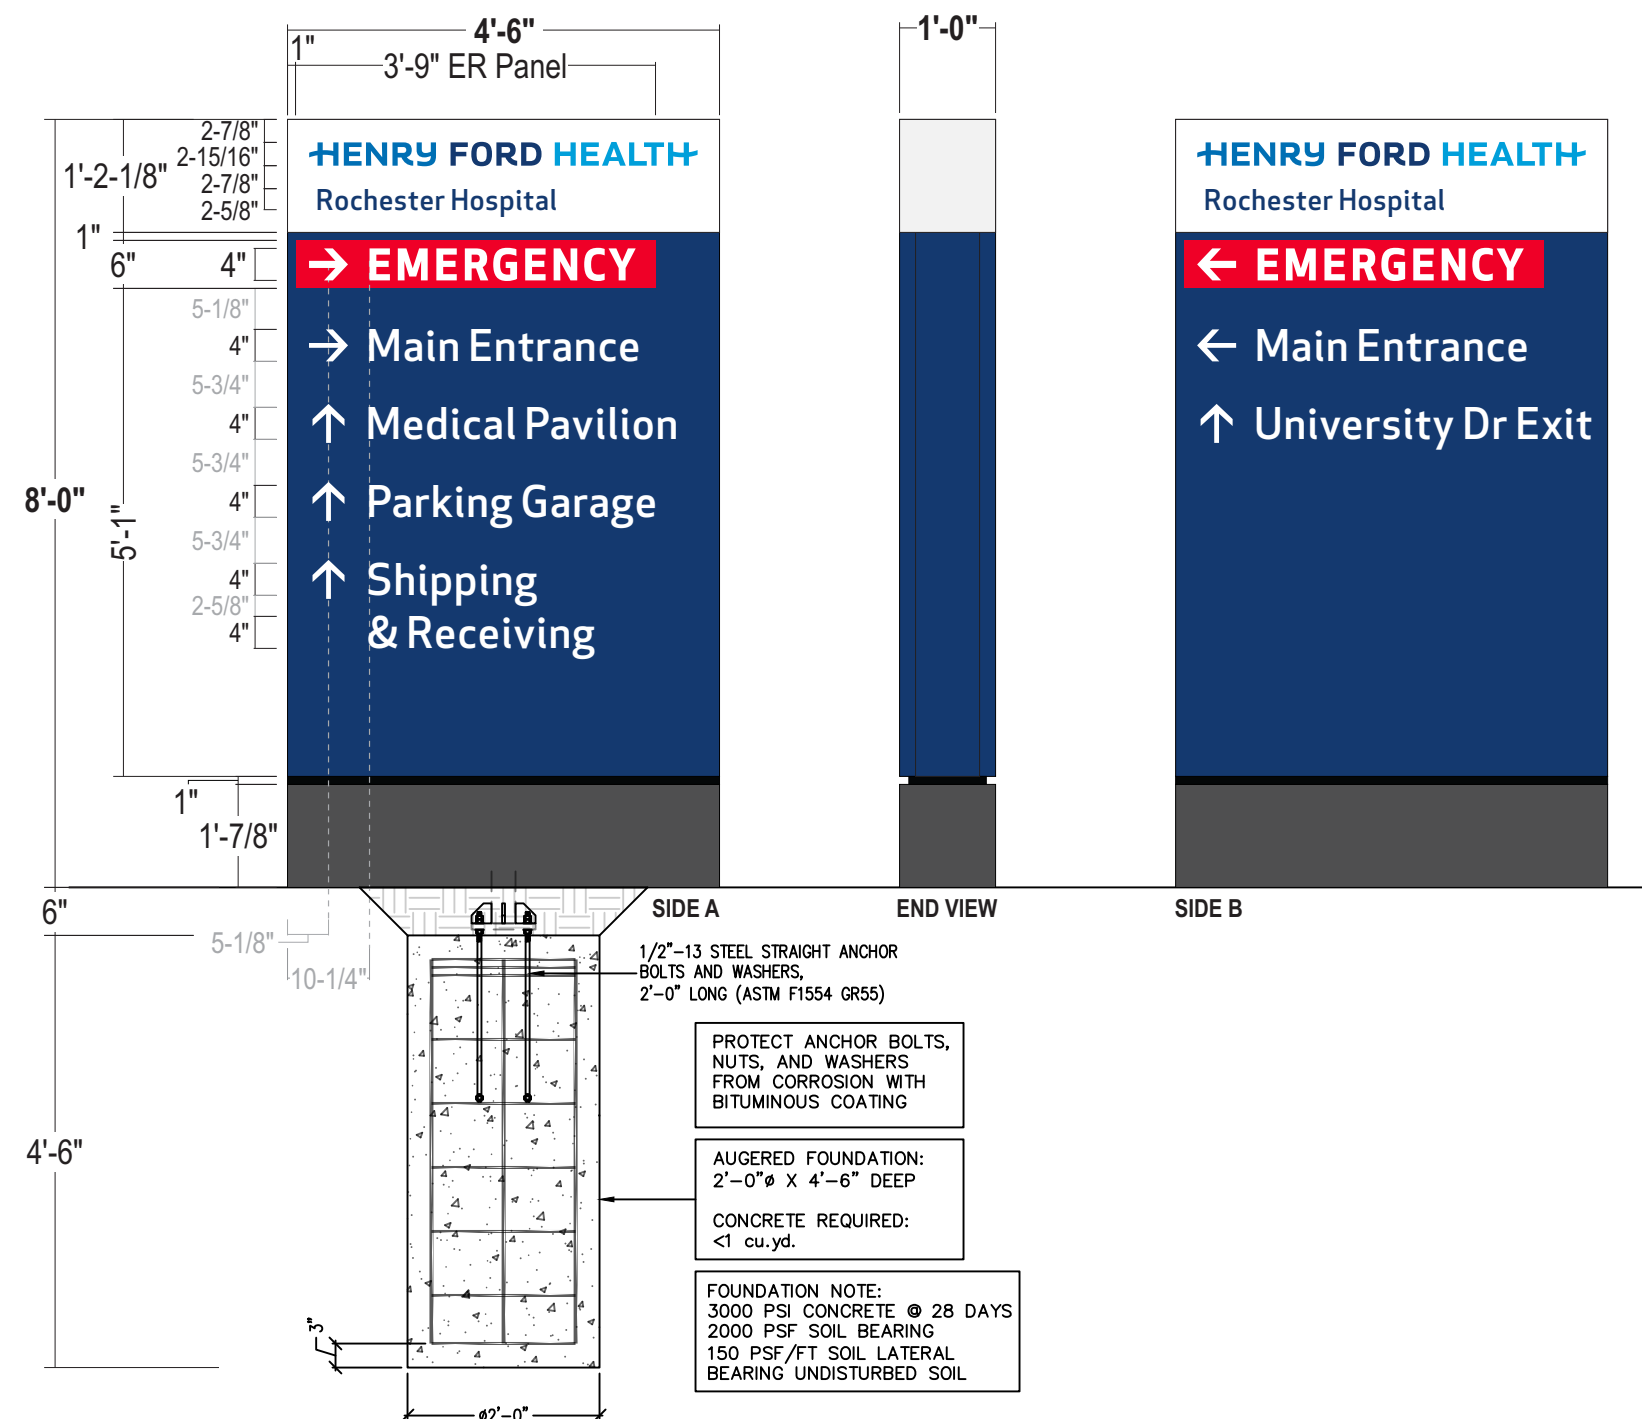 4'-6"
1'-0"
1"
3'-9" ER Panel
2-7/8"
2-15/16"
1'-2-1/8"
2-7/8"
2-5/8"
HENRY FORD HEALTH
Rochester Hospital
HENRY FORD HEALTH
Rochester Hospital
1"
6"
4"
→ EMERGENCY
← EMERGENCY
5-1/8"
4"
→ Main Entrance
← Main Entrance
5-3/4"
4"
↑ Medical Pavilion
↑ University Dr Exit
5-3/4"
8'-0"
4"
↑ Parking Garage
5'-1"
5-3/4"
4"
↑ Shipping
2-5/8"
4"
& Receiving
1"
1'-7/8"
6"
SIDE A
END VIEW
SIDE B
5-1/8"
10-1/4"
1/2"-13 STEEL STRAIGHT ANCHOR
BOLTS AND WASHERS,
2'-0" LONG (ASTM F1554 GR55)
PROTECT ANCHOR BOLTS,
NUTS, AND WASHERS
FROM CORROSION WITH
BITUMINOUS COATING
4'-6"
AUGERED FOUNDATION:
2'-0"ø X 4'-6" DEEP
CONCRETE REQUIRED:
<1 cu.yd.
FOUNDATION NOTE:
3000 PSI CONCRETE @ 28 DAYS
2000 PSF SOIL BEARING
150 PSF/FT SOIL LATERAL
BEARING UNDISTURBED SOIL
3"
ø2'-0"